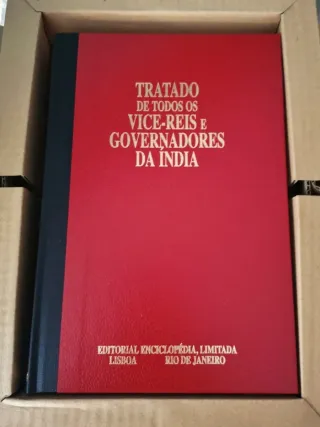 TRATADO
DE TODOS OS
VICE-REIS E
GOVERNADORES
DA ÍNDIA
EDITORIAL ENCICLOPÉDIA, LIMITADA
LISBOA RIO DE JANEIRO